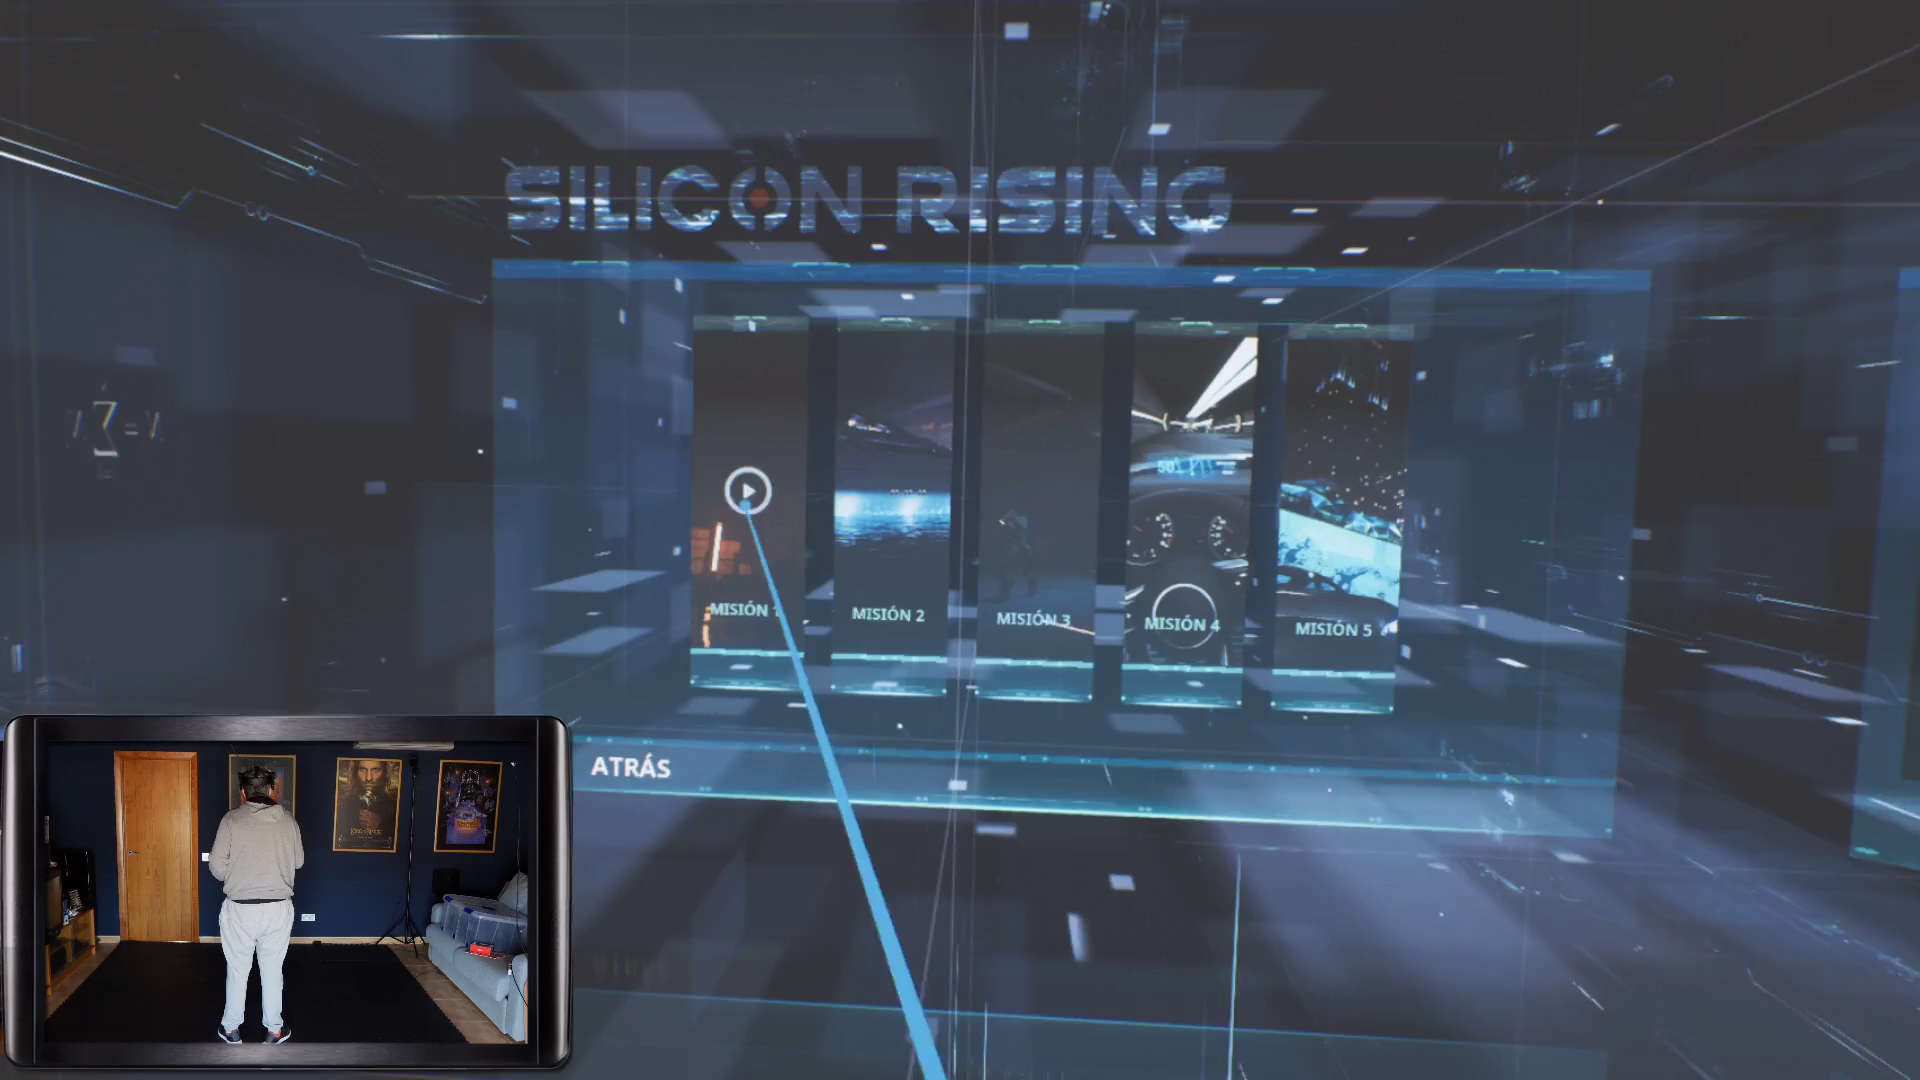 SILICON RISING
MISIÓN 1
MISIÓN 2
MISIÓN 3
MISIÓN 4
MISIÓN 5
ATRÁS